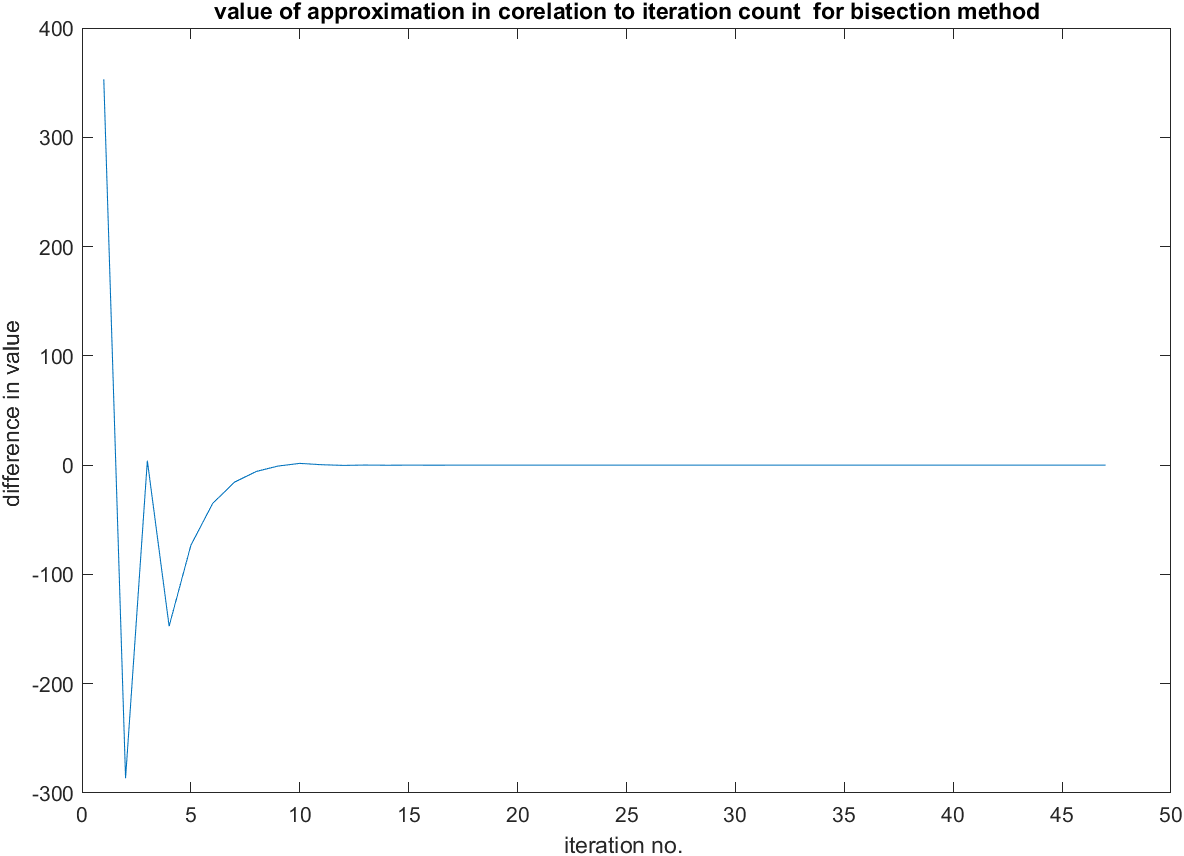 value of approximation in corelation to iteration count  for bisection method
400
300
200
100
0
-100
-200
-300
difference in value
0 5 10 15 20 25 30 35 40 45 50
iteration no.